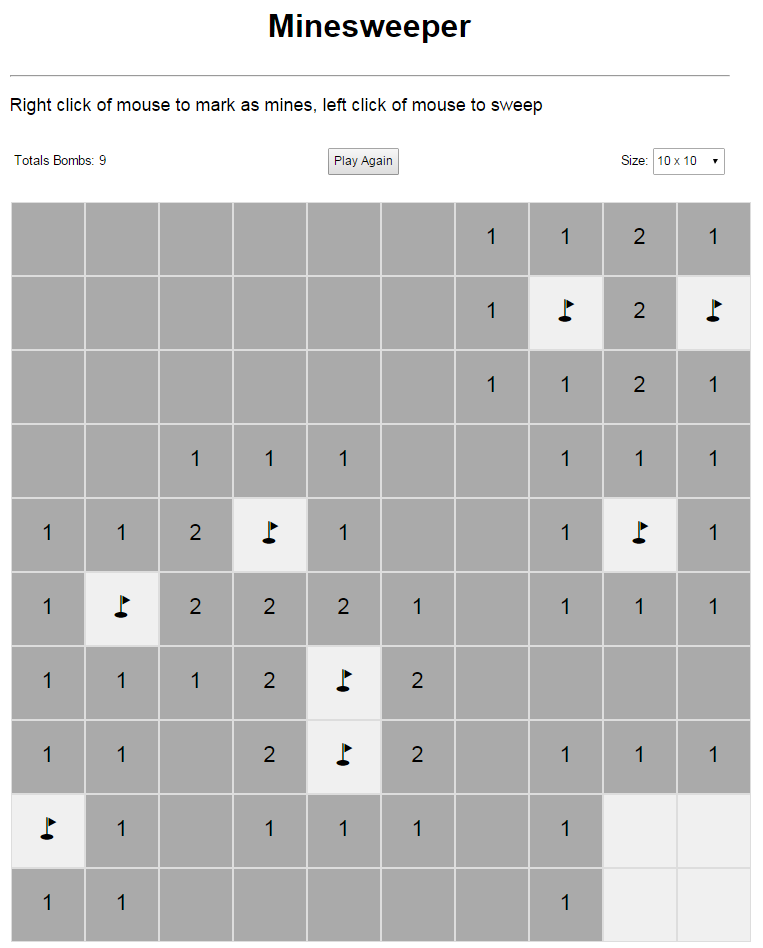 Minesweeper
Right click of mouse to mark as mines, left click of mouse to sweep
Totals Bombs: 9 Play Again Size: 10 x 10
1 1 2 1
1 2
1 1 2 1
1 1 1 1 1 1
1 1 2 1 1 1
1 2 2 2 1 1 1 1
1 1 1 2 2
1 1 2 2 1 1 1
1 1 1 1 1
1 1 1